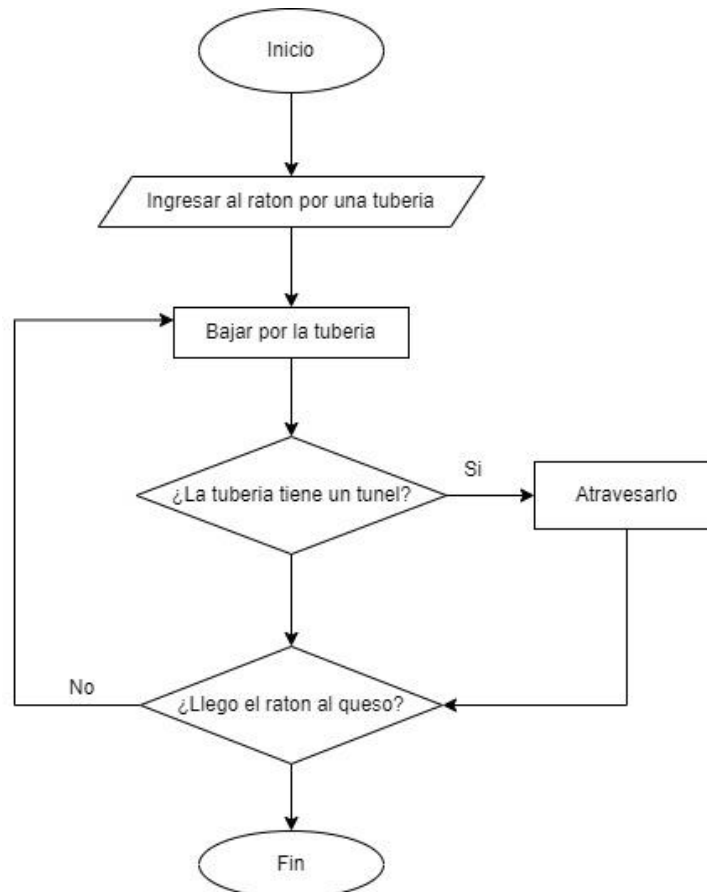 Inicio
Ingresar al raton por una tuberia
Bajar por la tuberia
¿La tuberia tiene un tunel?
Si
Atravesarlo
No
¿Llego el raton al queso?
Fin